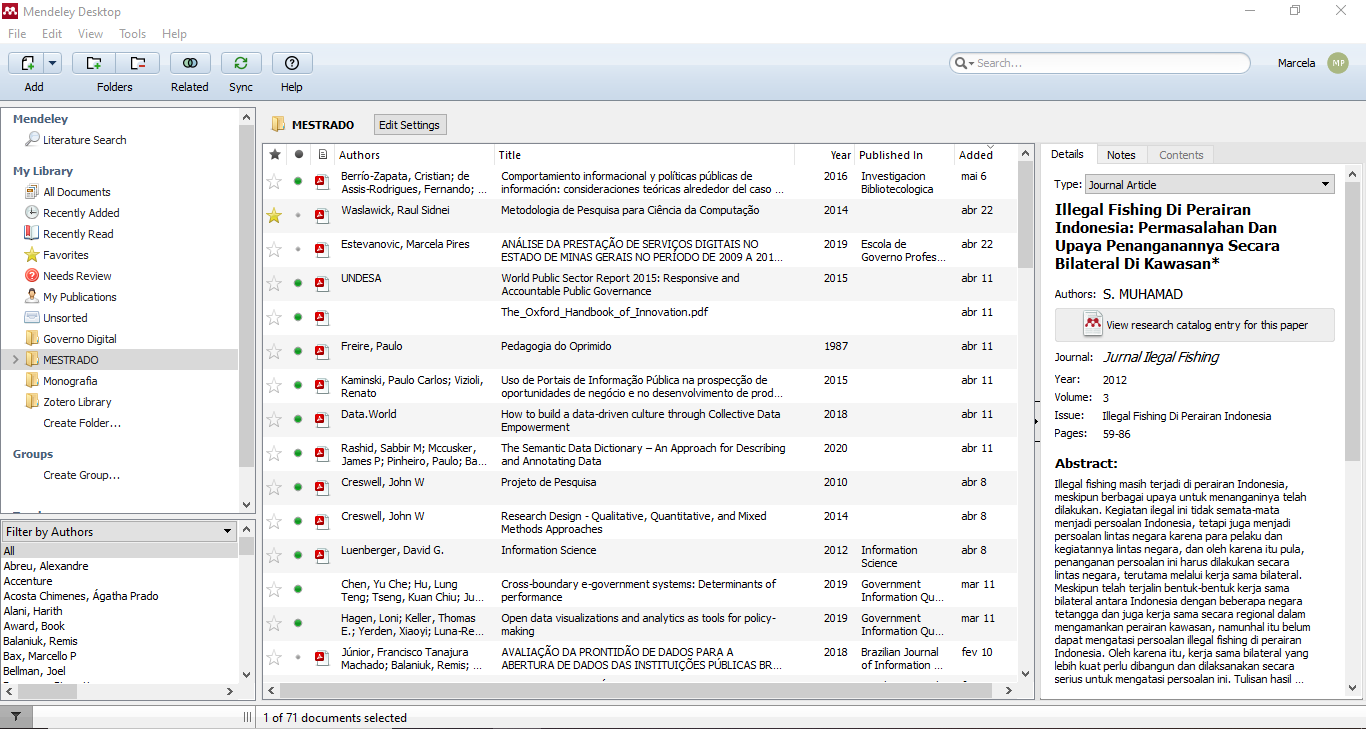 Mendeley Desktop
File Edit View Tools Help
Search...
Marcela MP
Add Folders Related Sync Help
Mendeley
Literature Search
My Library
All Documents
Recently Added
Recently Read
Favorites
Needs Review
My Publications
Unsorted
Governo Digital
MESTRADO
Monografia
Zotero Library
Create Folder...
Groups
Create Group...
Filter by Authors
All
Abreu, Alexandre
Accenture
Acosta Chimenes, Ágatha Prado
Alani, Harith
Award, Book
Balaniuk, Remis
Bax, Marcello P
Bellman, Joel
MESTRADO Edit Settings
Authors Title Year Published In Added
Berrío-Zapata, Cristian; de Comportamiento informacional y políticas públicas de 2016 Investigacion mai 6
Assis-Rodrigues, Fernando; ... información: consideraciones teóricas alrededor del caso ... Bibliotecologica
Waslawick, Raul Sidnei Metodologia de Pesquisa para Ciência da Computação 2014 abr 22
Estevanovic, Marcela Pires ANÁLISE DA PRESTAÇÃO DE SERVIÇOS DIGITAIS NO 2019 Escola de abr 22
ESTADO DE MINAS GERAIS NO PERÍODO DE 2009 A 201... Governo Profes...
UNDESA World Public Sector Report 2015: Responsive and 2015 abr 11
Accountable Public Governance
The_Oxford_Handbook_of_Innovation.pdf abr 11
Freire, Paulo Pedagogia do Oprimido 1987 abr 11
Kaminski, Paulo Carlos; Vizioli, Uso de Portais de Informação Pública na prospecção de 2015 abr 11
Renato oportunidades de negócio e no desenvolvimento de prod...
Data.World How to build a data-driven culture through Collective Data 2018 abr 11
Empowerment
Rashid, Sabbir M; Mccusker, The Semantic Data Dictionary – An Approach for Describing 2020 abr 11
James P; Pinheiro, Paulo; Ba... and Annotating Data
Creswell, John W Projeto de Pesquisa 2010 abr 8
Creswell, John W Research Design - Qualitative, Quantitative, and Mixed 2014 abr 8
Methods Approaches
Luenberger, David G. Information Science 2012 Information abr 8
Science
Chen, Yu Che; Hu, Lung Cross-boundary e-government systems: Determinants of 2019 Government mar 11
Teng; Tseng, Kuan Chiu; Ju... performance Information Qu...
Hagen, Loni; Keller, Thomas Open data visualizations and analytics as tools for policy- 2019 Government mar 11
E.; Yerden, Xiaoyi; Luna-Re... making Information Qu...
Júnior, Francisco Tanajura AVALIAÇÃO DA PRONTIDÃO DE DADOS PARA A 2018 Brazilian Journal fev 10
Machado; Balaniuk, Remis; ... ABERTURA DE DADOS DAS INSTITUIÇÕES PÚBLICAS BR... of Information ...
1 of 71 documents selected
Details Notes Contents
Type: Journal Article
Illegal Fishing Di Perairan
Indonesia: Permasalahan Dan
Upaya Penanganannya Secara
Bilateral Di Kawasan*
Authors: S. MUHAMAD
View research catalog entry for this paper
Journal: Jurnal Ilegal Fishing
Year: 2012
Volume: 3
Issue: Illegal Fishing Di Perairan Indonesia
Pages: 59-86
Abstract:
Illegal fishing masih terjadi di perairan Indonesia,
meskipun berbagai upaya untuk menanganinya telah
dilakukan. Kegiatan ilegal ini tidak semata-mata
menjadi persoalan Indonesia, tetapi juga menjadi
persoalan lintas negara karena para pelaku dan
kegiatannya lintas negara, dan oleh karena itu pula,
penanganan persoalan ini harus dilakukan secara
lintas negara, terutama melalui kerja sama bilateral.
Meskipun telah terjalin bentuk-bentuk kerja sama
bilateral antara Indonesia dengan beberapa negara
tetangga dan juga kerja sama secara regional dalam
mengamankan perairan kawasan, namunhal itu belum
dapat mengatasi persoalan illegal fishing di perairan
Indonesia. Oleh karena itu, kerja sama bilateral yang
lebih kuat perlu dibangun dan dilaksanakan secara
serius untuk mengatasi persoalan ini. Tulisan hasil ...